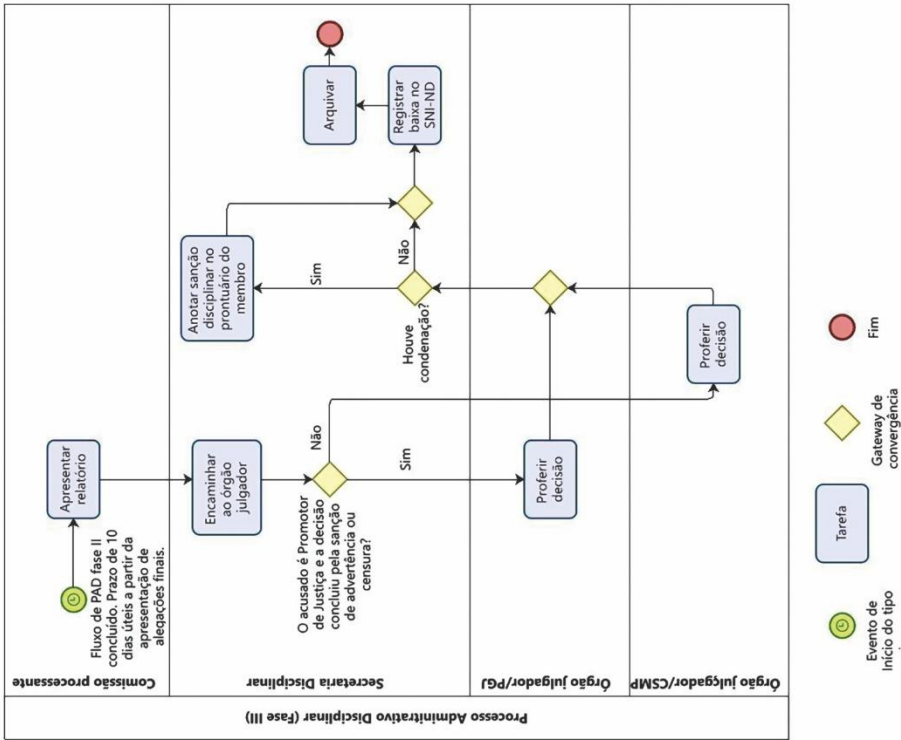 Processo Adminitrativo Disciplinar (Fase III)
Comissão processante
Fluxo de PAD fase II
concluído. Prazo de 10
dias úteis a partir da
apresentação de
alegações finais.
Apresentar
relatório
Secretaria Disciplinar
Encaminhar
ao órgão
julgador
O acusado é Promotor
de Justiça e a decisão
concluiu pela sanção
de advertência ou
censura?
Não
Sim
Houve
condenação?
Sim
Não
Anotar sanção
disciplinar no
prontuário do
membro
Registrar
baixa no
SNI-ND
Arquivar
Órgão julgador/PGJ
Proferir
decisão
Órgão julçgador/CSMP
Proferir
decisão
Evento de
Início do tipo
Tarefa
Gateway de
convergência
Fim